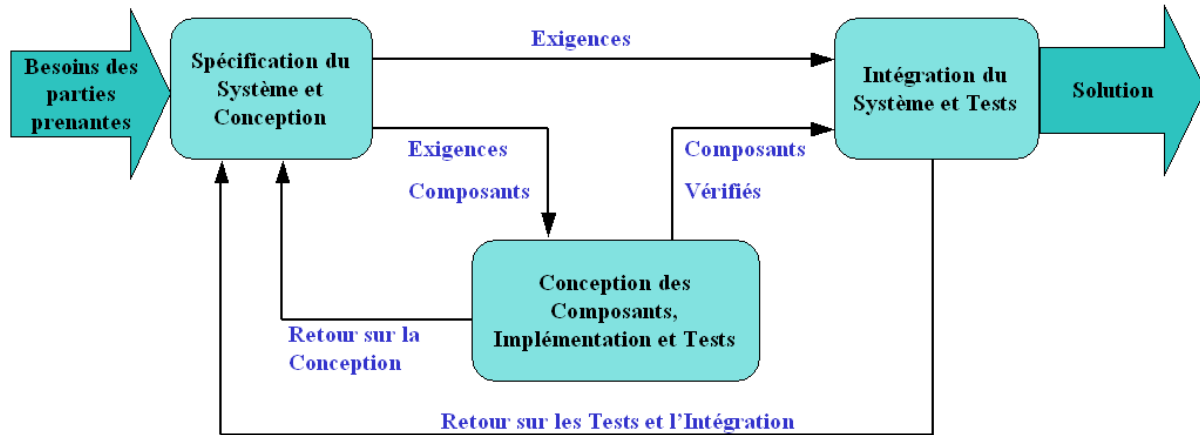 Besoins des
parties
prenantes
Spécification du
Système et
Conception
Exigences
Intégration du
Système et Tests
Solution
Exigences
Composants
Composants
Vérifiés
Conception des
Composants,
Implémentation et Tests
Retour sur la
Conception
Retour sur les Tests et l'Intégration